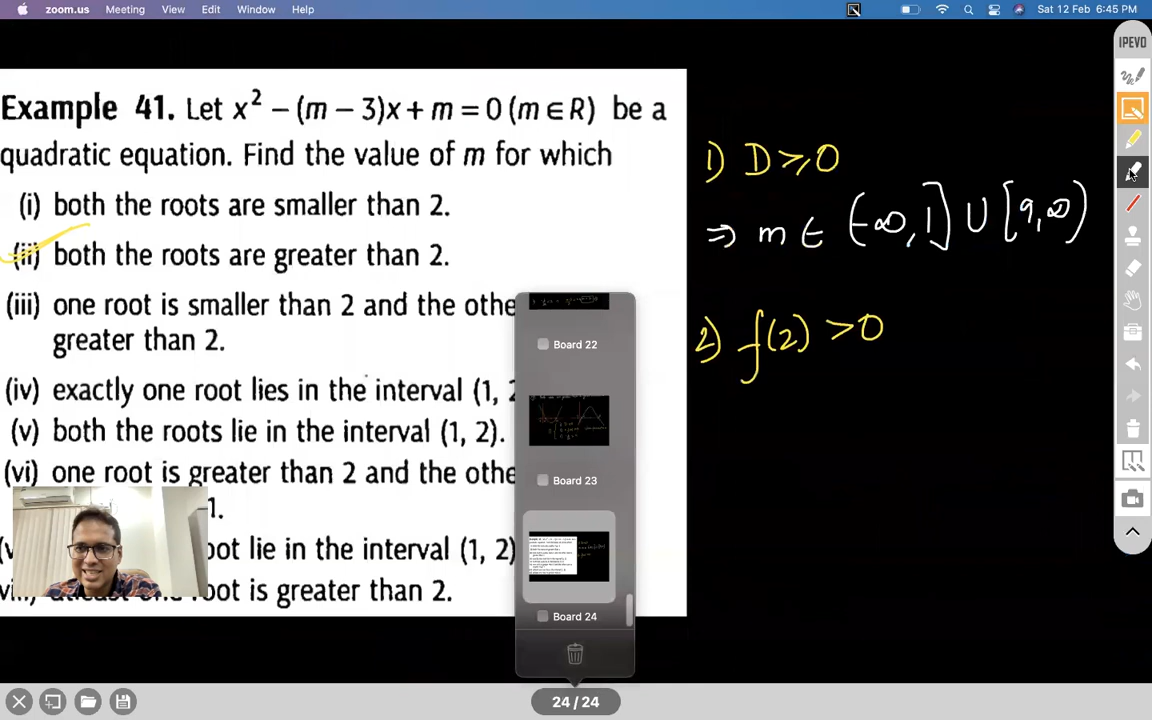 zoom.us Meeting View Edit Window Help Sat 12 Feb 6:45 PM
IPEVO
Example 41. Let x² − (m − 3)x + m = 0 (m ∈ R) be a
quadratic equation. Find the value of m for which
(i) both the roots are smaller than 2.
(ii) both the roots are greater than 2.
(iii) one root is smaller than 2 and the othe
greater than 2.
(iv) exactly one root lies in the interval (1, 2
(v) both the roots lie in the interval (1, 2).
(vi) one root is greater than 2 and the othe
1.
oot lie in the interval (1, 2)
oot is greater than 2.
1) D ≥ 0
⇒ m ∈ (-∞, 1] ∪ [9, ∞)
2) f(2) > 0
Board 22
Board 23
Board 24
24 / 24